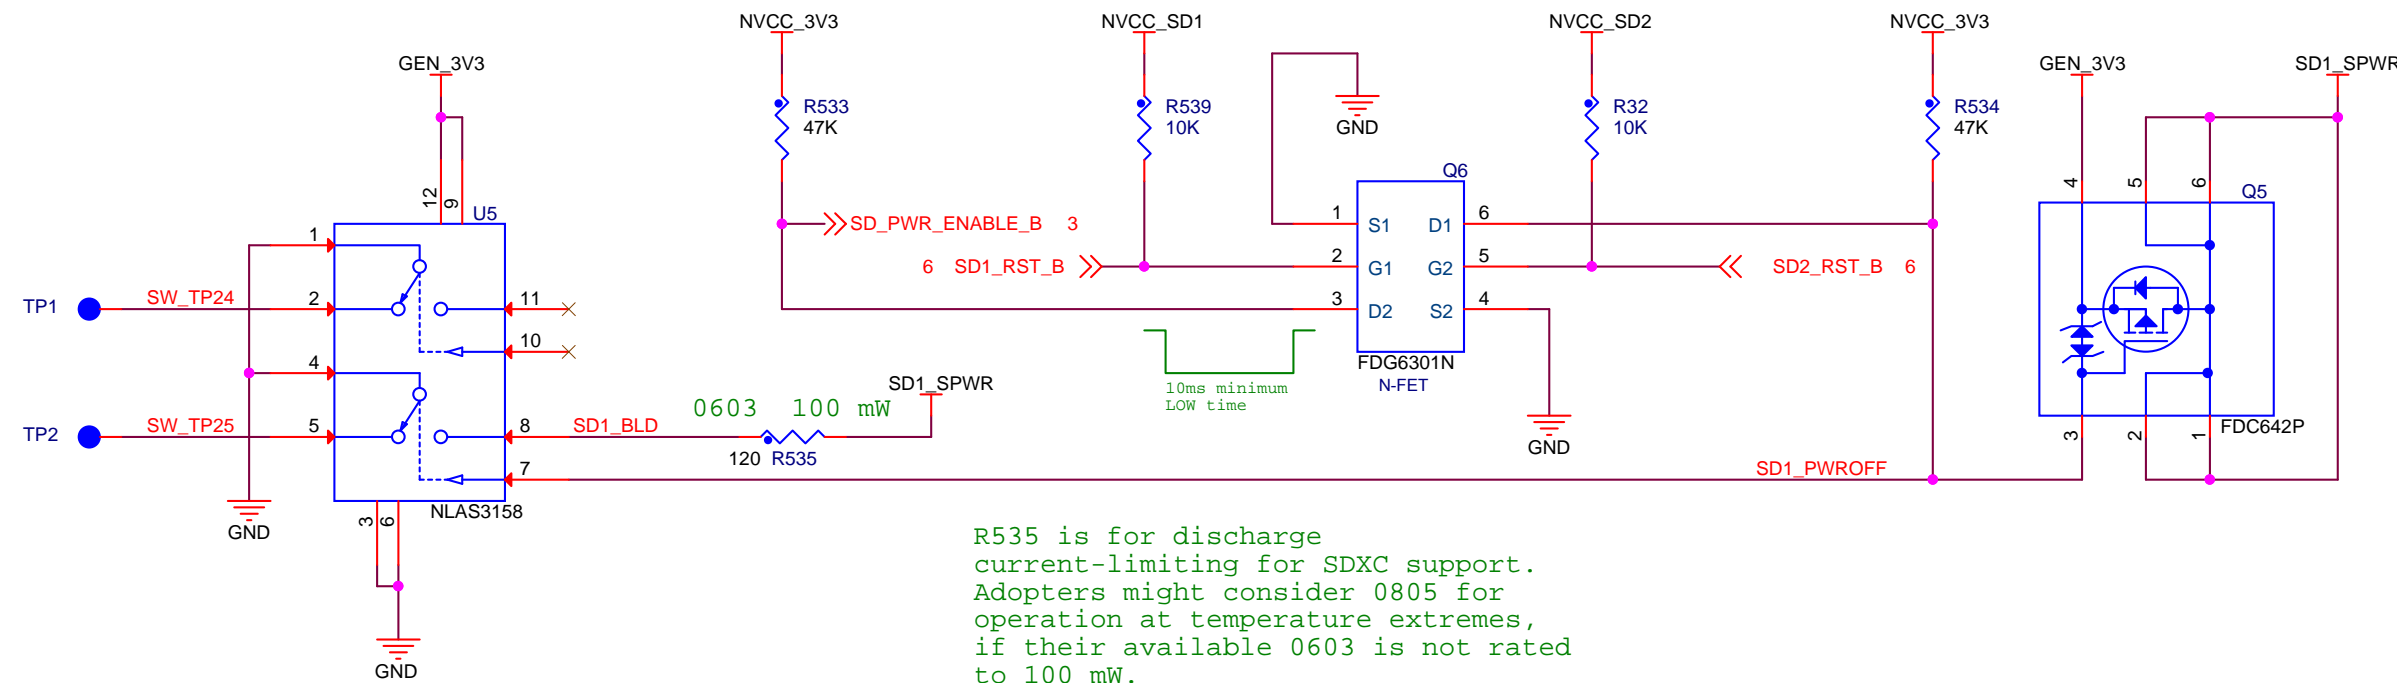 NVCC_3V3
NVCC_SD1
NVCC_SD2
NVCC_3V3
GEN_3V3
GEN_3V3
SD1_SPWR
R533
47K
R539
10K
GND
R32
10K
R534
47K
12
9
U5
Q6
4
5
6
Q5
1
SD_PWR_ENABLE_B 3
1
S1
D1
6
6 SD1_RST_B
2
G1
G2
5
SD2_RST_B 6
TP1
SW_TP24
2
11
3
D2
S2
4
10
4
10ms minimum
LOW time
FDG6301N
N-FET
SD1_SPWR
0603 100 mW
TP2
SW_TP25
5
8
SD1_BLD
120 R535
GND
3
2
1
FDC642P
7
SD1_PWROFF
3
6
NLAS3158
GND
GND
R535 is for discharge
current-limiting for SDXC support.
Adopters might consider 0805 for
operation at temperature extremes,
if their available 0603 is not rated
to 100 mW.